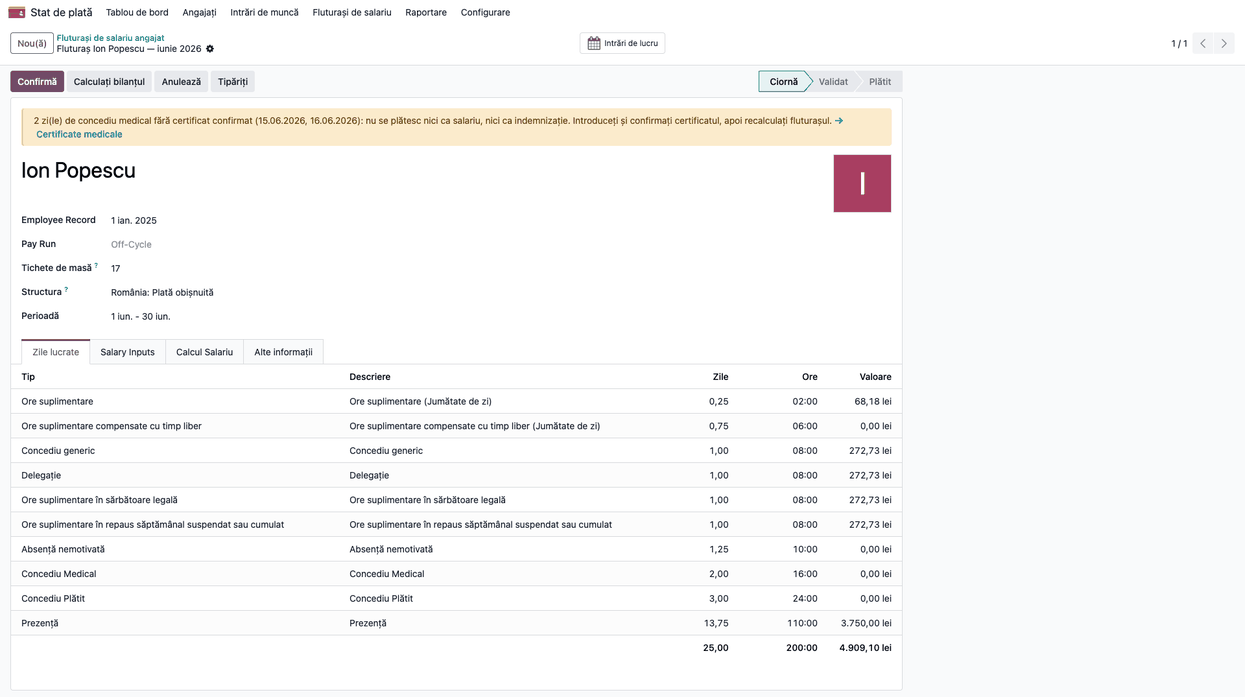 Stat de plată Tablou de bord Angajați Intrări de muncă Fluturași de salariu Raportare Configurare
Nou(ă) Fluturași de salariu angajat
Fluturaș Ion Popescu — iunie 2026
Intrări de lucru
1 / 1
Confirmă Calculați bilanțul Anulează Tipăriți
Ciornă Validat Plătit
2 zi(le) de concediu medical fără certificat confirmat (15.06.2026, 16.06.2026): nu se plătesc nici ca salariu, nici ca indemnizație. Introduceți și confirmați certificatul, apoi recalculați fluturașul. →
Certificate medicale
Ion Popescu
I
Employee Record 1 ian. 2025
Pay Run Off-Cycle
Tichete de masă ? 17
Structura ? România: Plată obișnuită
Perioadă 1 iun. - 30 iun.
Zile lucrate Salary Inputs Calcul Salariu Alte informații
Tip Descriere Zile Ore Valoare
Ore suplimentare Ore suplimentare (Jumătate de zi) 0,25 02:00 68,18 lei
Ore suplimentare compensate cu timp liber Ore suplimentare compensate cu timp liber (Jumătate de zi) 0,75 06:00 0,00 lei
Concediu generic Concediu generic 1,00 08:00 272,73 lei
Delegație Delegație 1,00 08:00 272,73 lei
Ore suplimentare în sărbătoare legală Ore suplimentare în sărbătoare legală 1,00 08:00 272,73 lei
Ore suplimentare în repaus săptămânal suspendat sau cumulat Ore suplimentare în repaus săptămânal suspendat sau cumulat 1,00 08:00 272,73 lei
Absență nemotivată Absență nemotivată 1,25 10:00 0,00 lei
Concediu Medical Concediu Medical 2,00 16:00 0,00 lei
Concediu Plătit Concediu Plătit 3,00 24:00 0,00 lei
Prezență Prezență 13,75 110:00 3.750,00 lei
25,00 200:00 4.909,10 lei